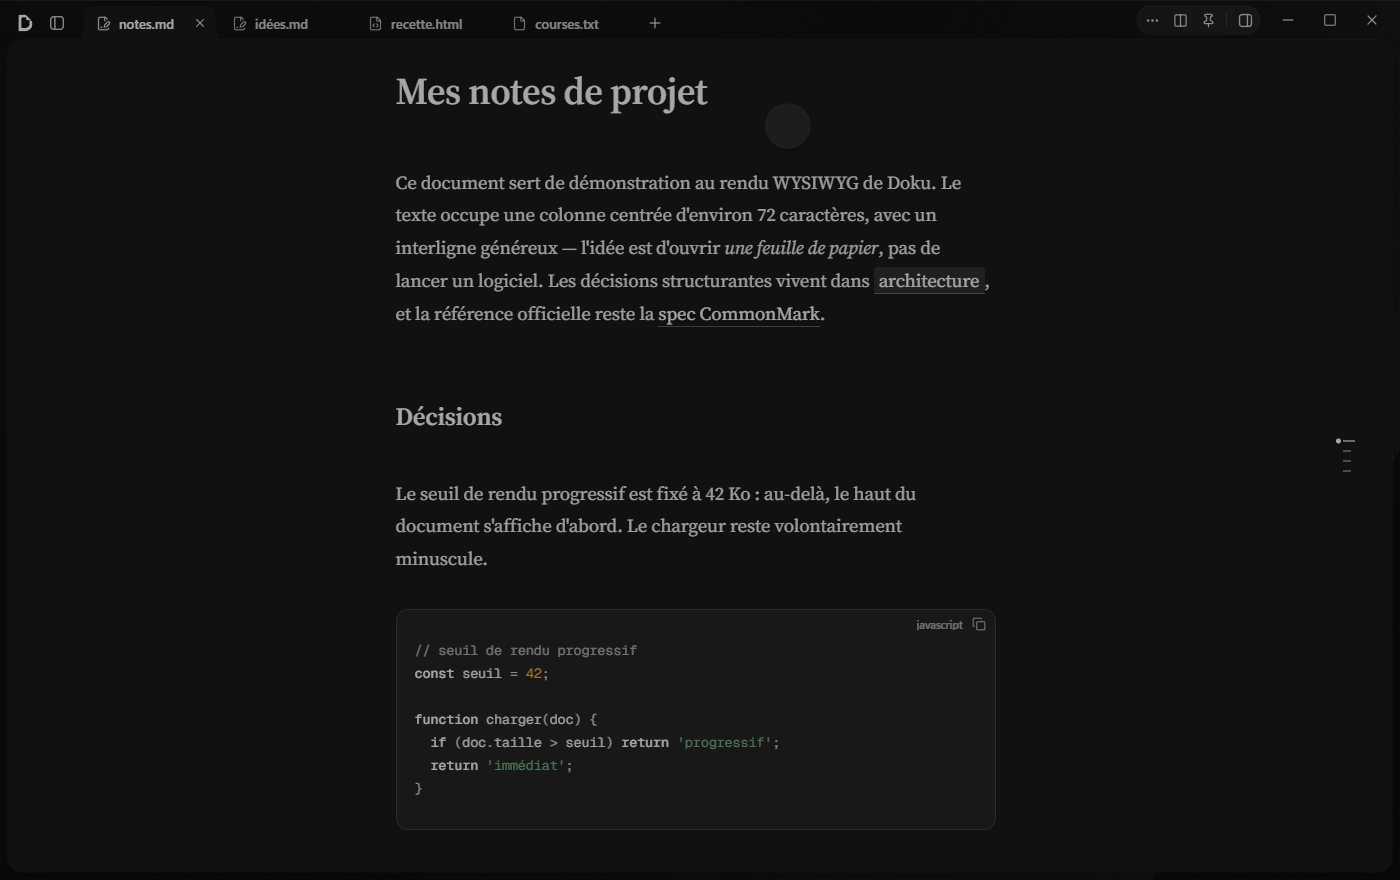 notes.md
idées.md
recette.html
courses.txt
Mes notes de projet
Ce document sert de démonstration au rendu WYSIWYG de Doku. Le
texte occupe une colonne centrée d'environ 72 caractères, avec un
interligne généreux — l'idée est d'ouvrir une feuille de papier, pas de
lancer un logiciel. Les décisions structurantes vivent dans architecture ,
et la référence officielle reste la spec CommonMark.
Décisions
Le seuil de rendu progressif est fixé à 42 Ko : au-delà, le haut du
document s'affiche d'abord. Le chargeur reste volontairement
minuscule.
javascript
// seuil de rendu progressif
const seuil = 42;
function charger(doc) {
  if (doc.taille > seuil) return 'progressif';
  return 'immédiat';
}